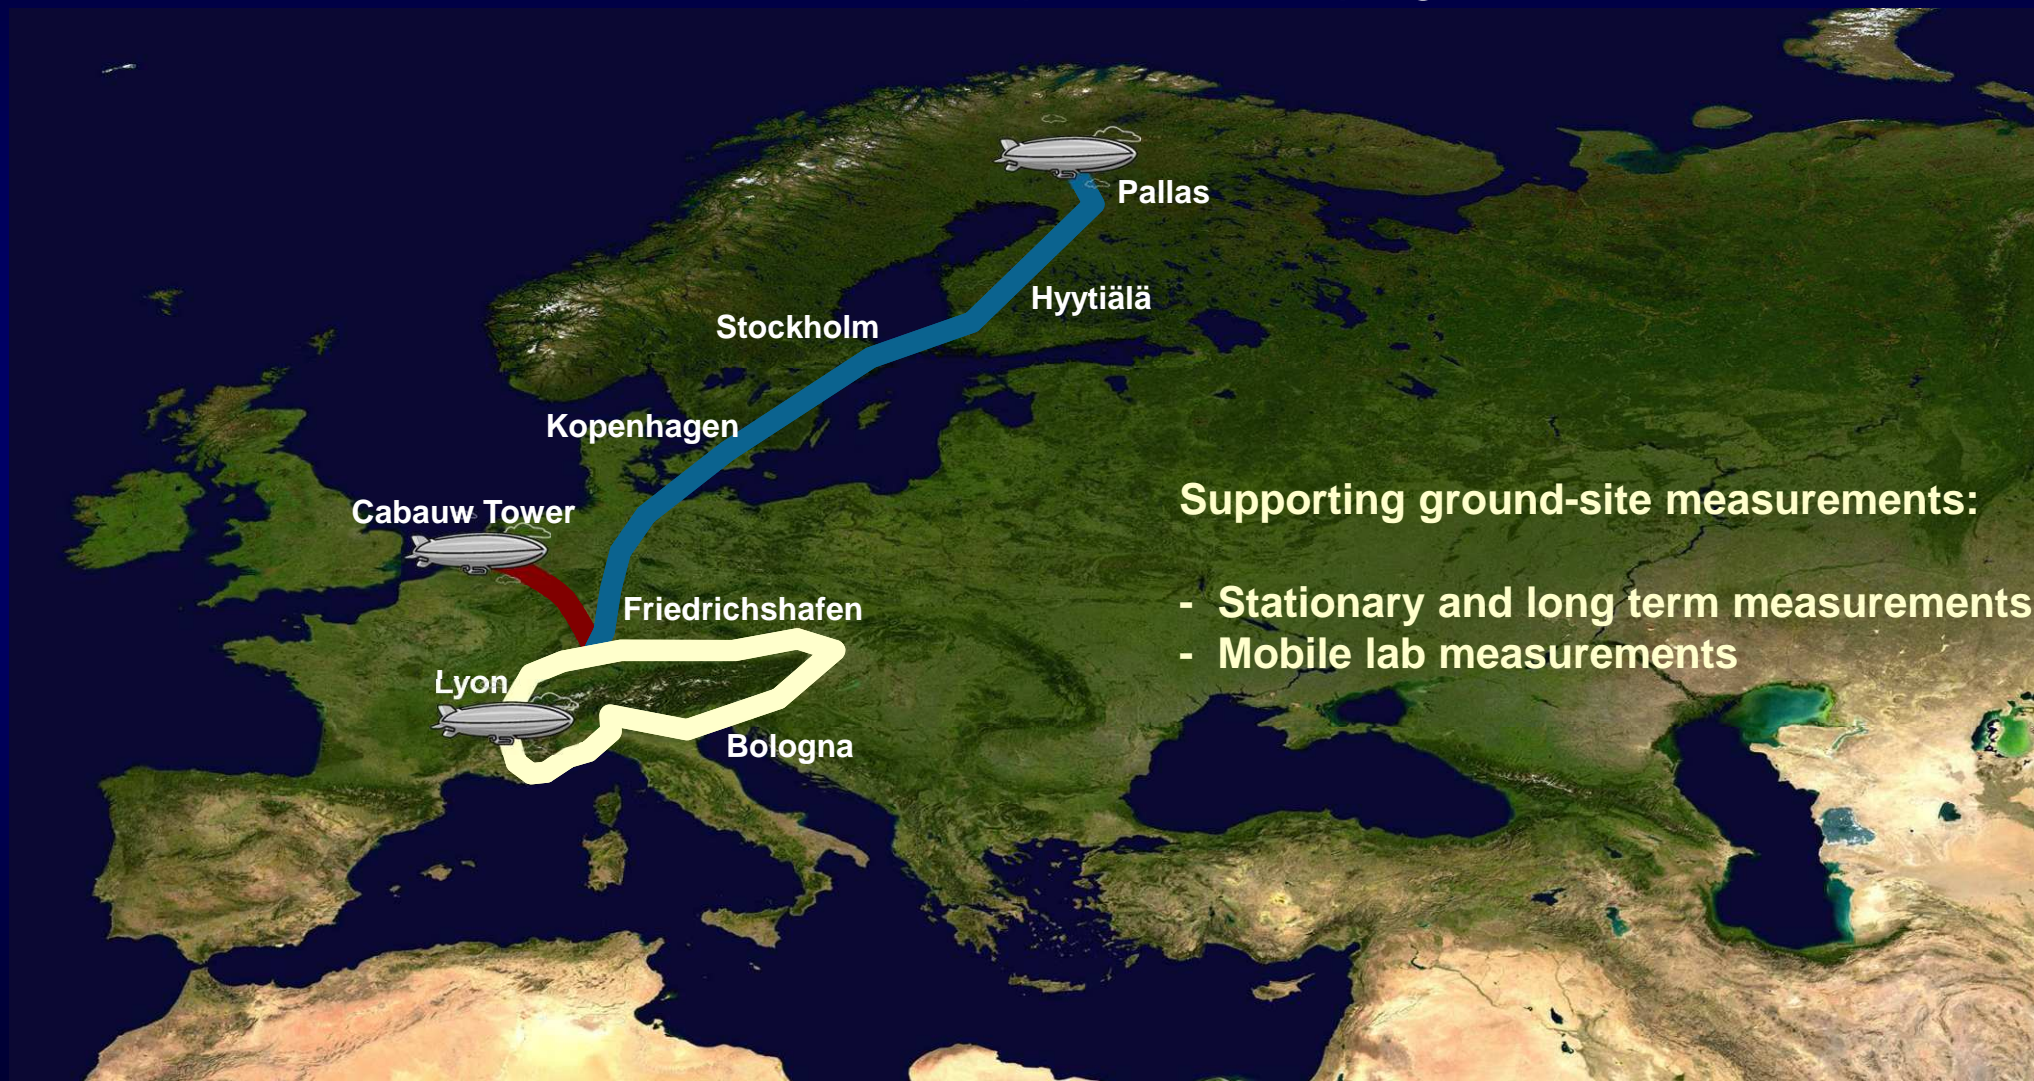 Pallas
Hyytiälä
Stockholm
Kopenhagen
Cabauw Tower
Supporting ground-site measurements:
Friedrichshafen
- Stationary and long term measurements
- Mobile lab measurements
Lyon
Bologna